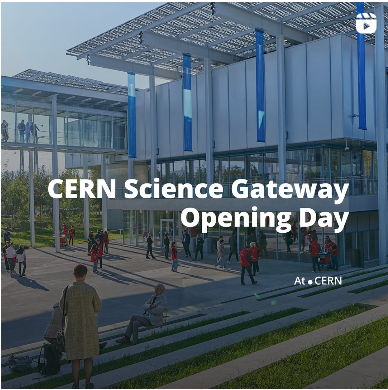 CERN Science Gateway
Opening Day
At CERN